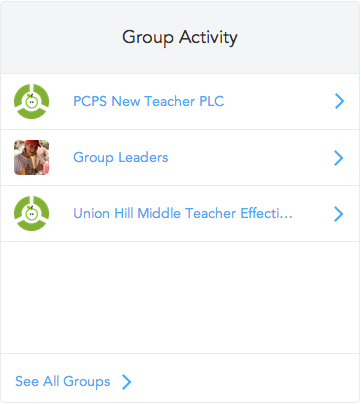 Group Activity
PCPS New Teacher PLC
Group Leaders
Union Hill Middle Teacher Effecti...
See All Groups